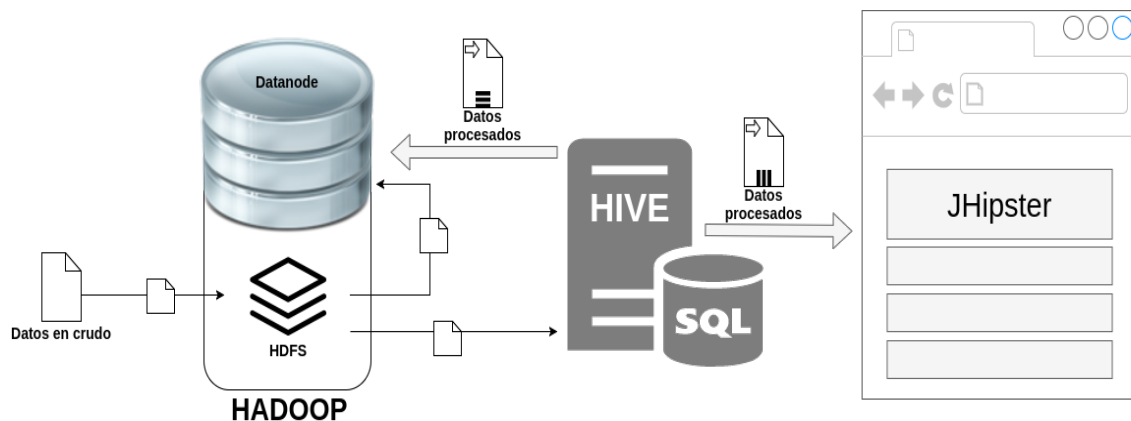 Datanode
Datos
procesados
HIVE
SQL
Datos
procesados
JHipster
Datos en crudo
HDFS
HADOOP